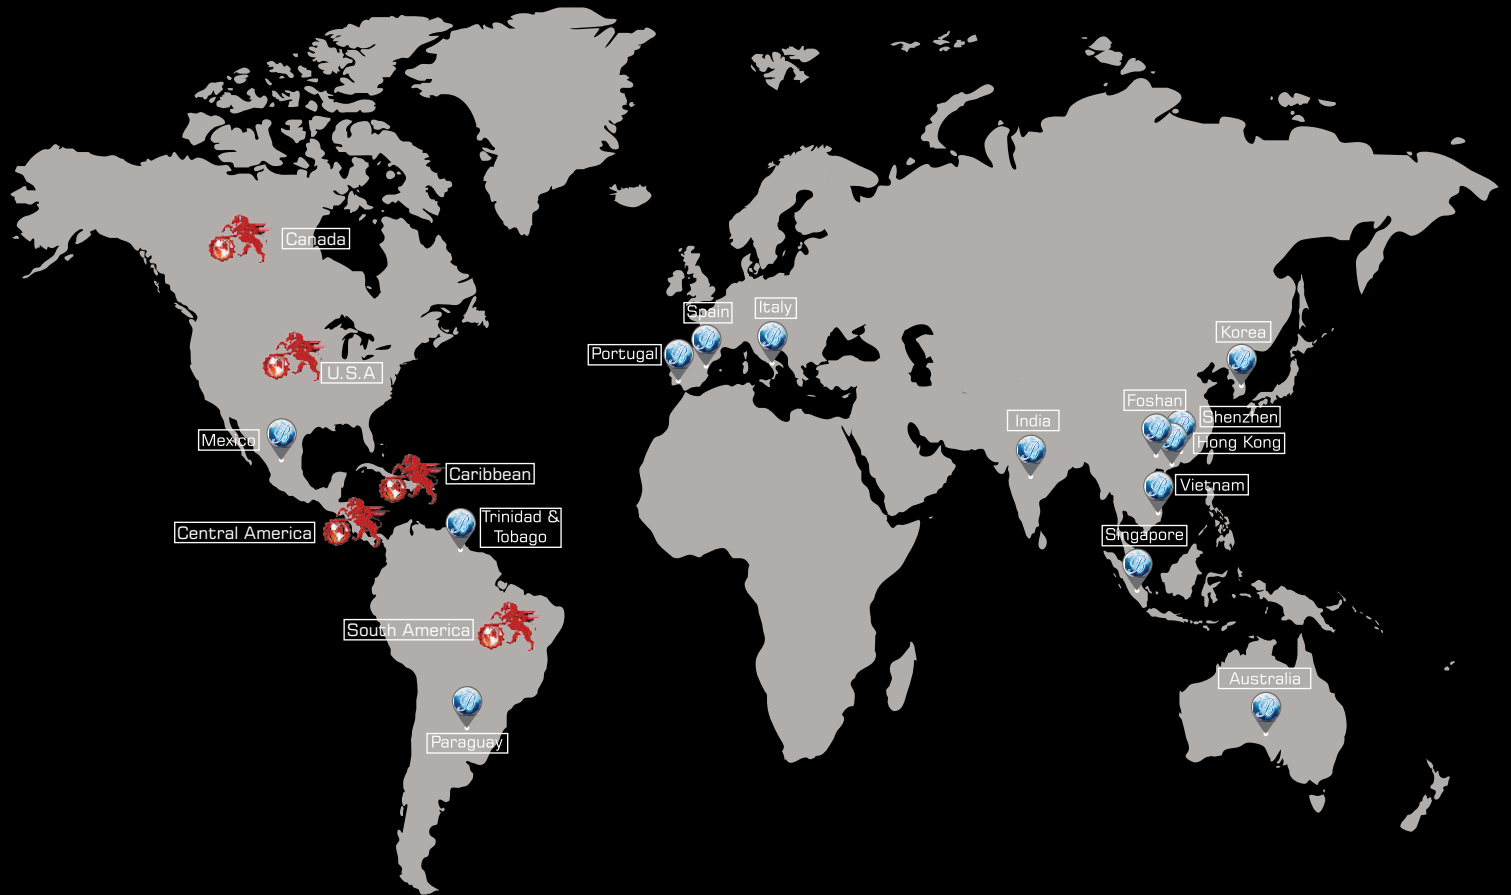 Canada
Spain
Italy
Korea
Portugal
U.S.A
Foshan
Shenzhen
India
Mexico
Hong Kong
Caribbean
Vietnam
Trinidad &
Tobago
Central America
Singapore
South America
Australia
Paraguay